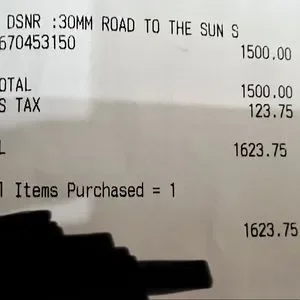 DSNR :30MM ROAD TO THE SUN S
670453150 1500.00
OTAL 1500.00
S TAX 123.75
L 1623.75
l Items Purchased = 1
1623.75